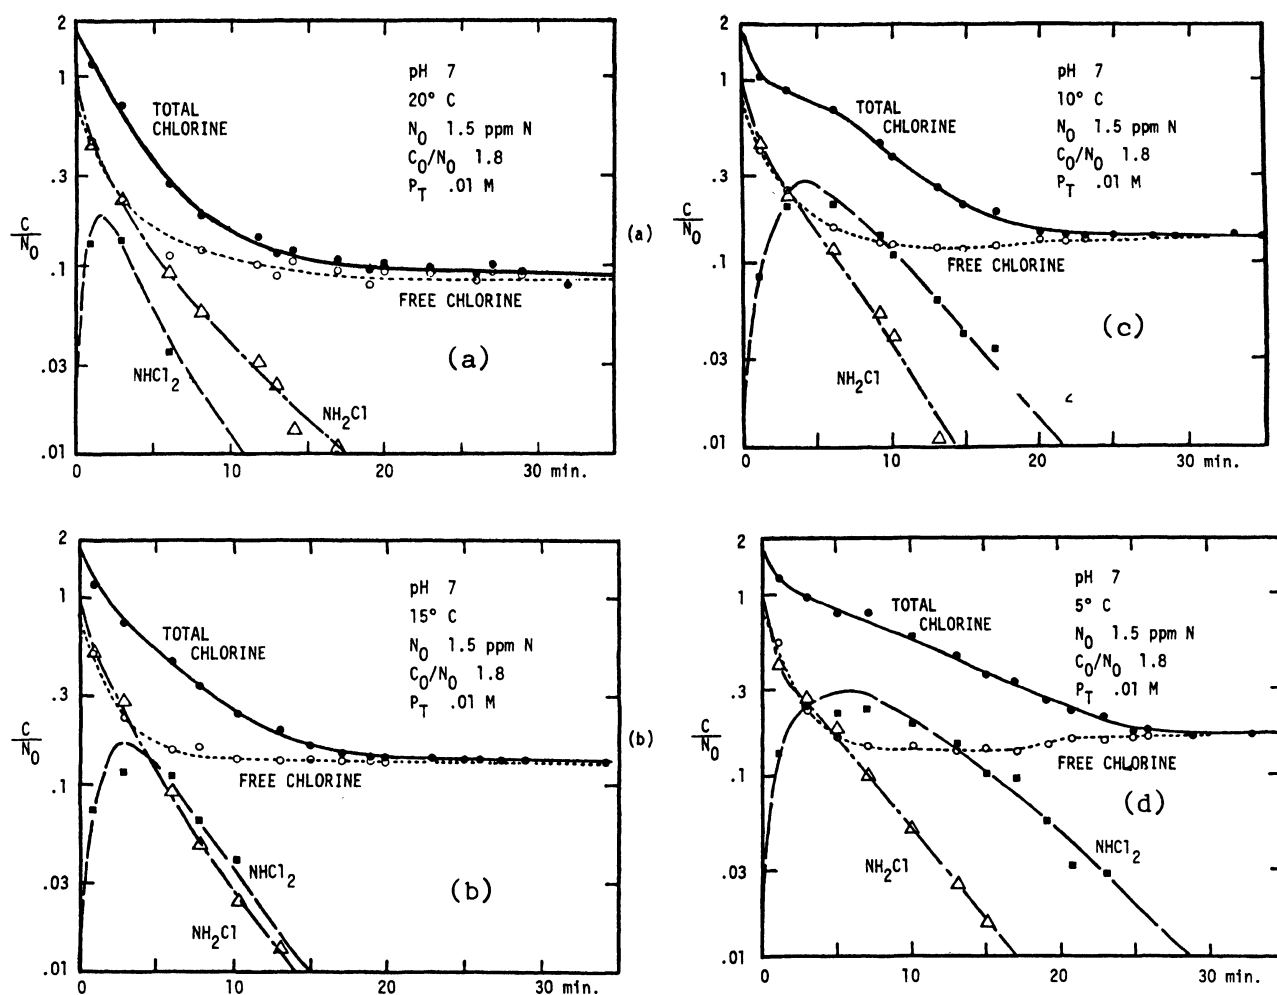 2
1
.3
.1
.03
.01
C
N0
0
10
20
30 min.
TOTAL
CHLORINE
pH 7
20° C
N0 1.5 ppm N
C0/N0 1.8
PT .01 M
FREE CHLORINE
NHCl2
NH2Cl
(a)
(a)
2
1
.3
.1
.03
.01
C
N0
0
10
20
30 min.
TOTAL
CHLORINE
pH 7
10° C
N0 1.5 ppm N
C0/N0 1.8
PT .01 M
FREE CHLORINE
NH2Cl
(c)
2
1
.3
.1
.03
.01
C
N0
0
10
20
30 min.
TOTAL
CHLORINE
pH 7
15° C
N0 1.5 ppm N
C0/N0 1.8
PT .01 M
FREE CHLORINE
NHCl2
NH2Cl
(b)
(b)
2
1
.3
.1
.03
.01
C
N0
0
10
20
30 min.
TOTAL
CHLORINE
pH 7
5° C
N0 1.5 ppm N
C0/N0 1.8
PT .01 M
FREE CHLORINE
NHCl2
NH2Cl
(d)